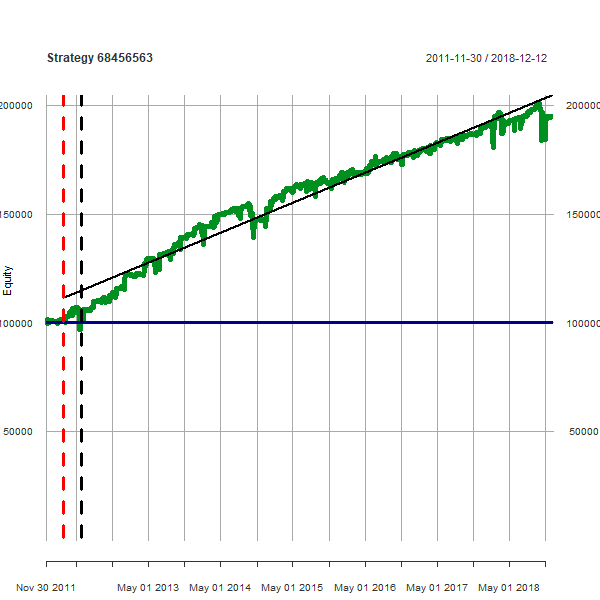 Strategy 68456563
2011-11-30 / 2018-12-12
200000
200000
150000
150000
Equity
100000
100000
50000
50000
Nov 30 2011
May 01 2013
May 01 2014
May 01 2015
May 01 2016
May 01 2017
May 01 2018